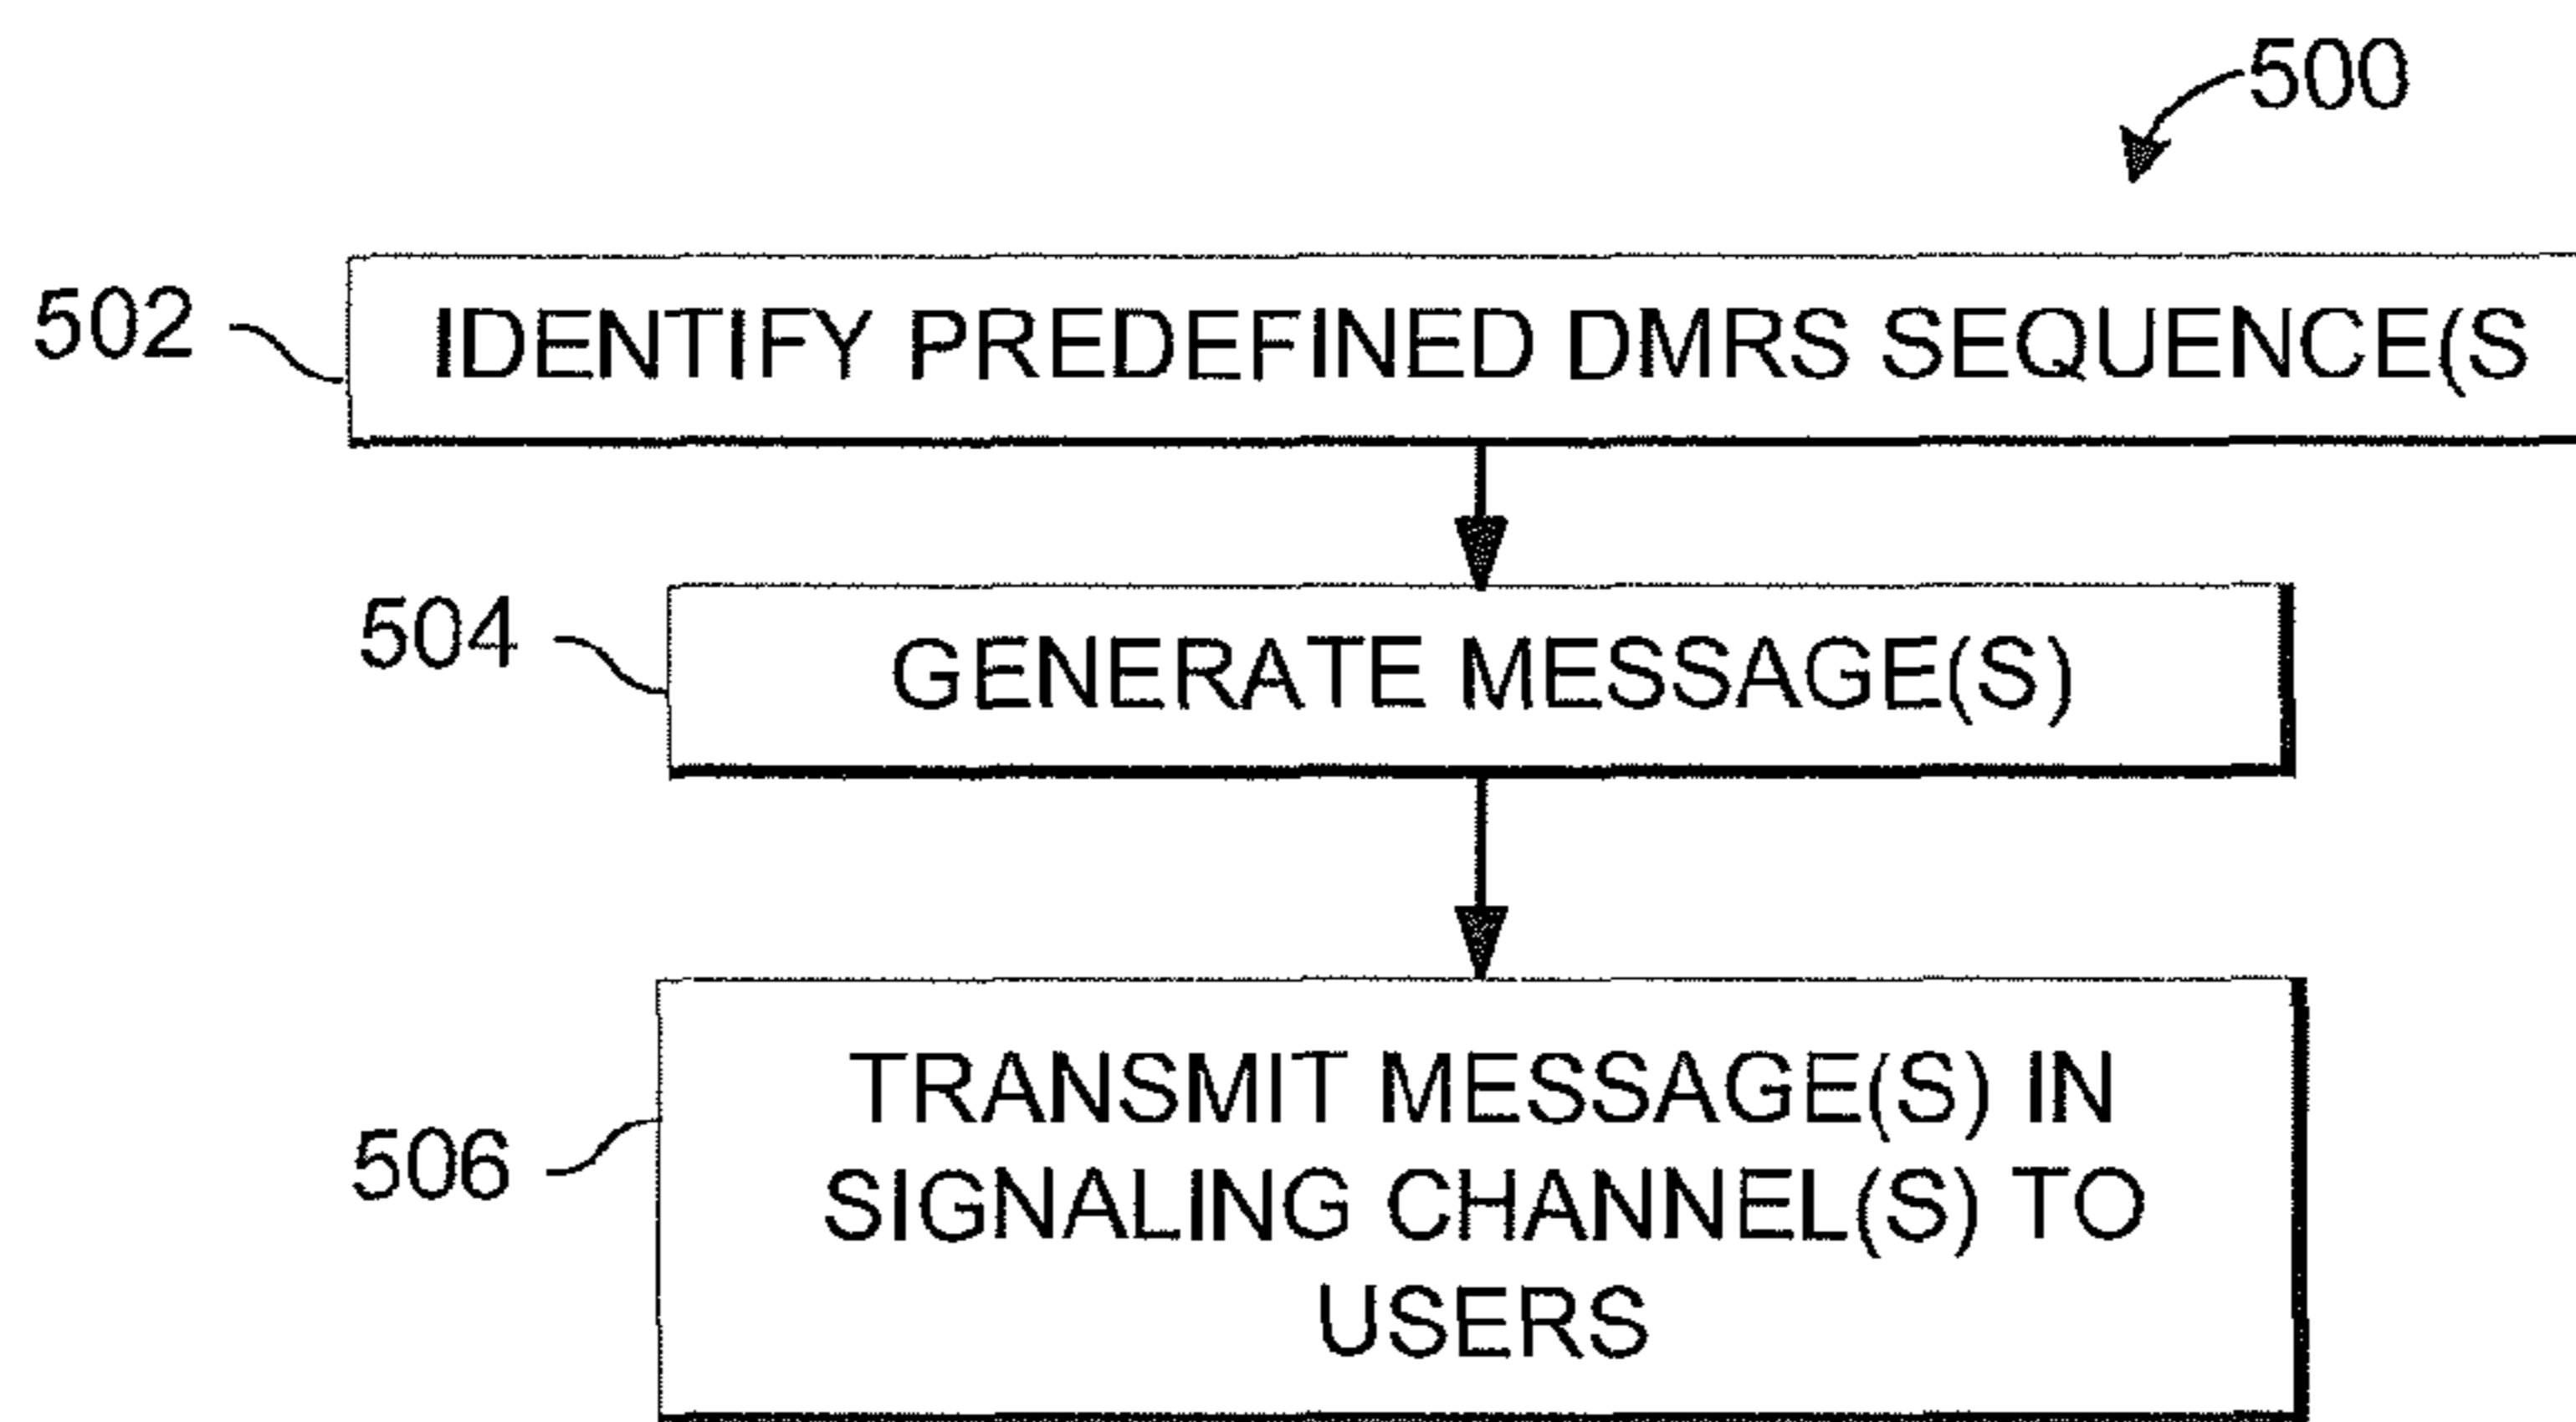 500
502
IDENTIFY PREDEFINED DMRS SEQUENCE(S
504
GENERATE MESSAGE(S)
506
TRANSMIT MESSAGE(S) IN
SIGNALING CHANNEL(S) TO
USERS